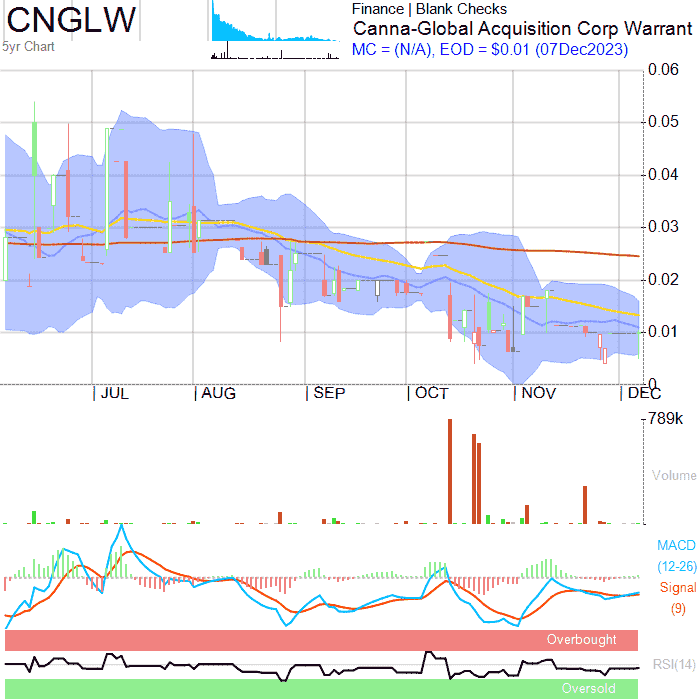 CNGLW
5yr Chart
Finance | Blank Checks
Canna-Global Acquisition Corp Warrant
MC = (N/A), EOD = $0.01 (07Dec2023)
0.06
0.05
0.04
0.03
0.02
0.01
0
JUL AUG SEP OCT NOV DEC
789k
Volume
MACD
(12-26)
Signal
(9)
Overbought
RSI(14)
Oversold